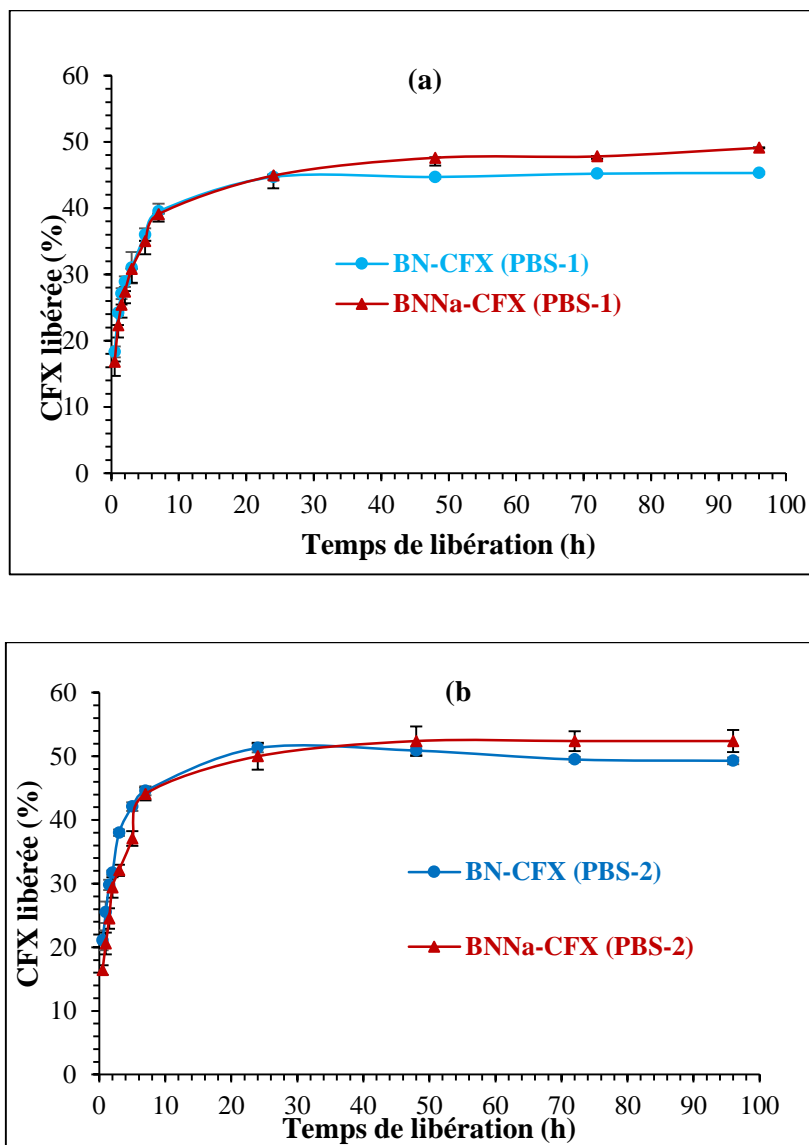 (a)
60
50
40
30
20
10
0
CFX libérée (%)
BN-CFX (PBS-1)
BNNa-CFX (PBS-1)
0 10 20 30 40 50 60 70 80 90 100
Temps de libération (h)
(b
60
50
40
30
20
10
0
CFX libérée (%)
BN-CFX (PBS-2)
BNNa-CFX (PBS-2)
0 10 20 30 40 50 60 70 80 90 100
Temps de libération (h)